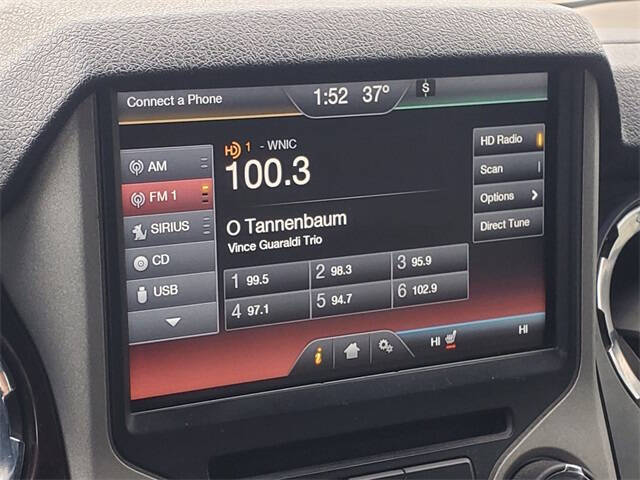 Connect a Phone
1:52 37°
$
HD 1 - WNIC
100.3
AM
FM 1
SIRIUS
CD
USB
O Tannenbaum
Vince Guaraldi Trio
1 99.5
2 98.3
3 95.9
4 97.1
5 94.7
6 102.9
HD Radio
Scan
Options
Direct Tune
i
HI
HI